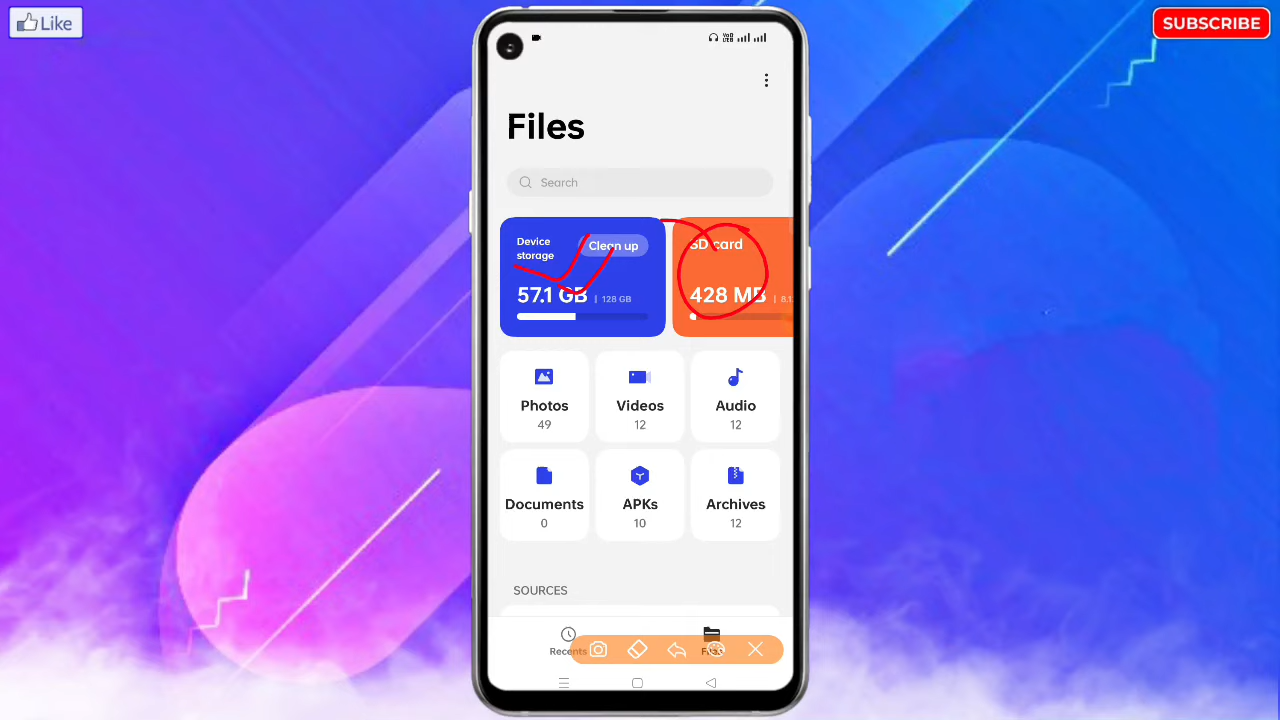 Like
SUBSCRIBE
Files
Search
Device
storage
Clean up
57.1 GB | 128 GB
SD card
428 MB | 8.1
Photos
49
Videos
12
Audio
12
Documents
0
APKs
10
Archives
12
SOURCES
Recents
Files